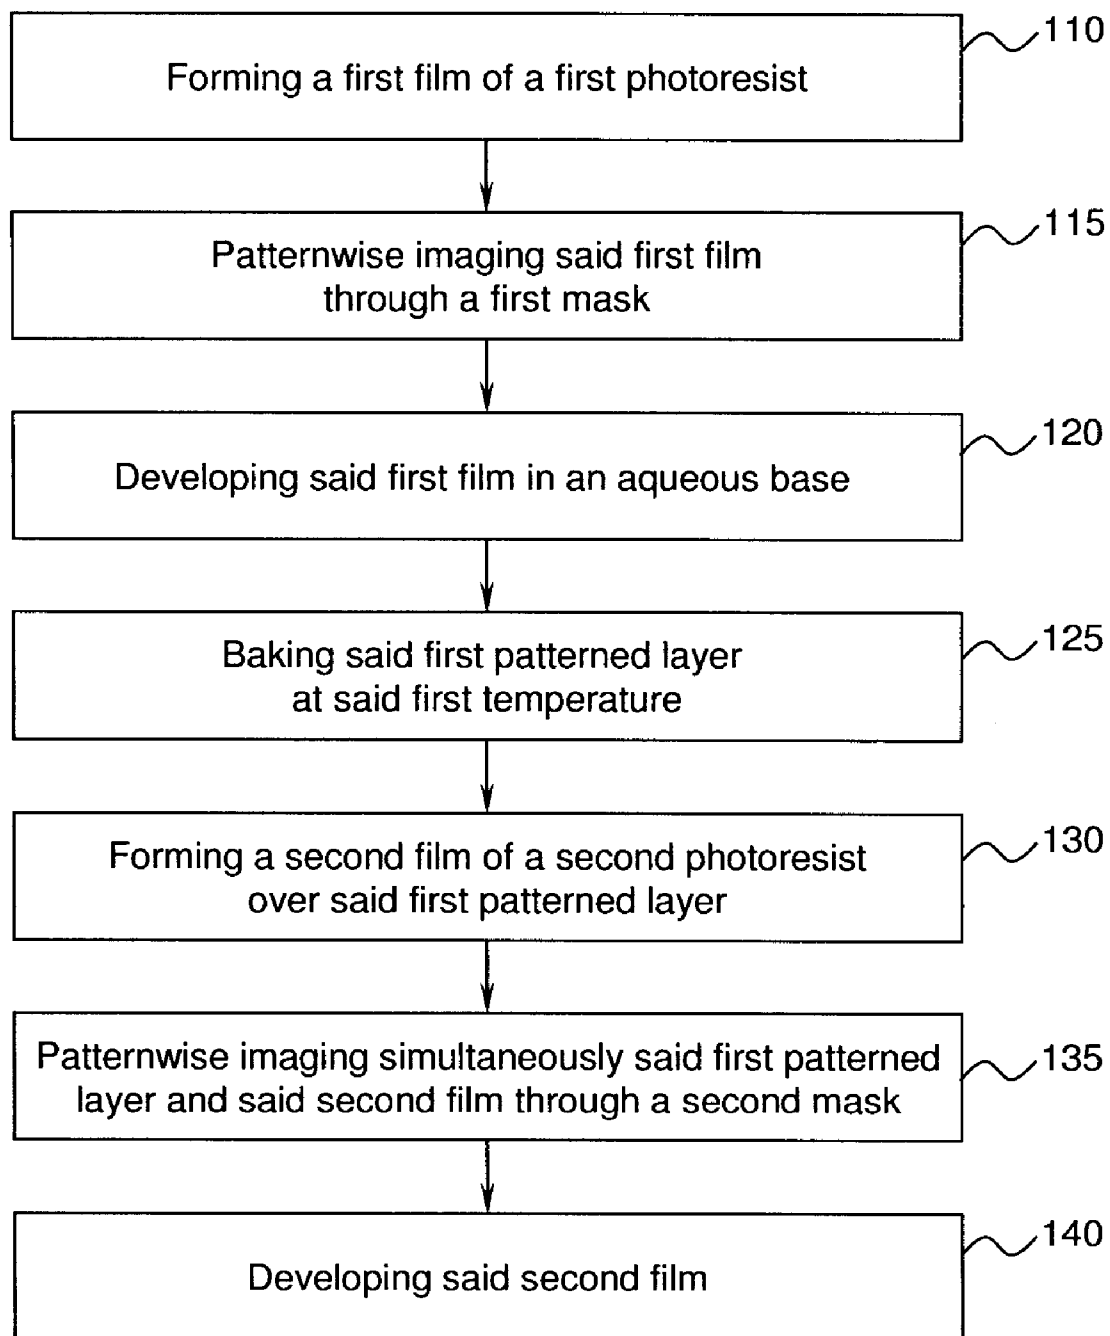 110
Forming a first film of a first photoresist
115
Patternwise imaging said first film
through a first mask
120
Developing said first film in an aqueous base
125
Baking said first patterned layer
at said first temperature
130
Forming a second film of a second photoresist
over said first patterned layer
135
Patternwise imaging simultaneously said first patterned
layer and said second film through a second mask
140
Developing said second film